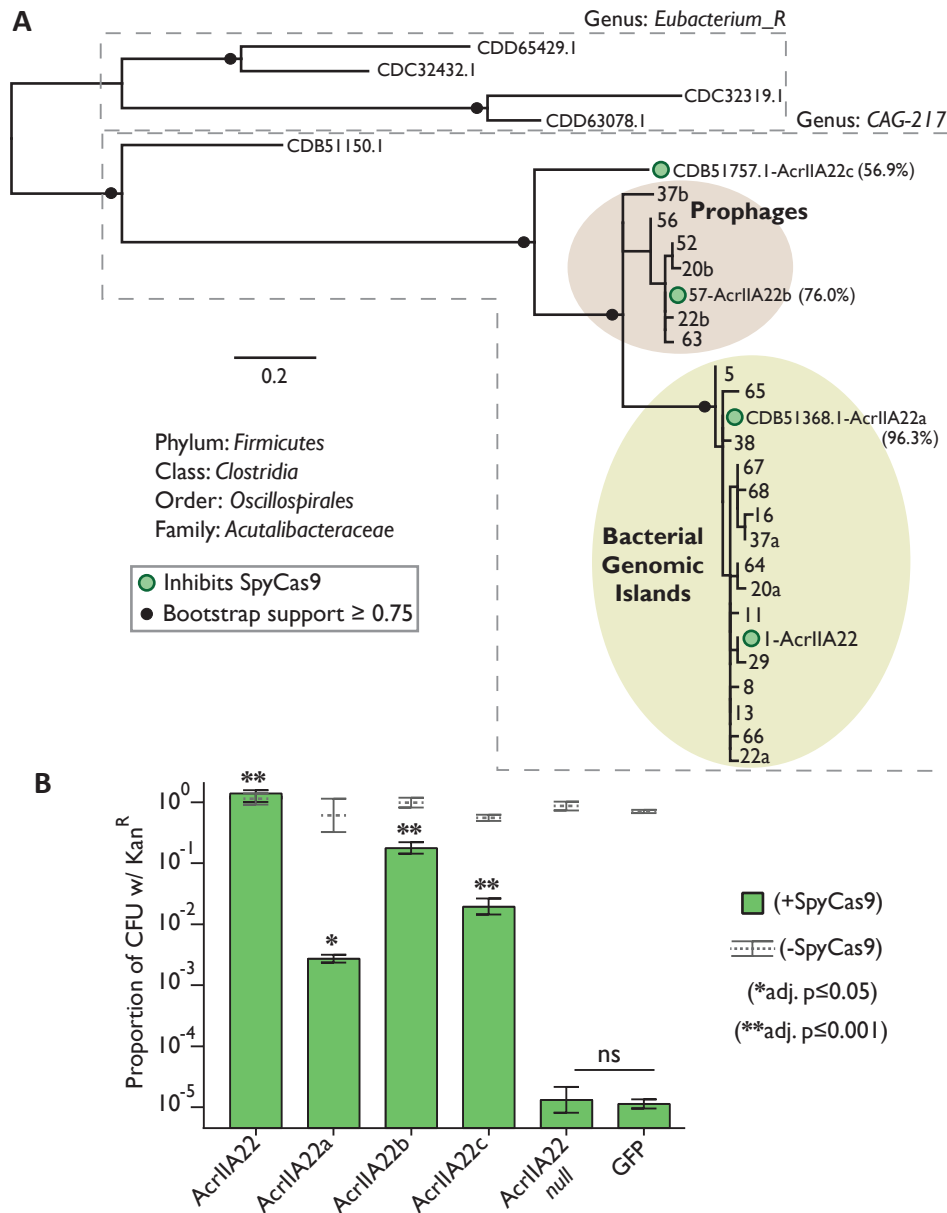 A
Genus: Eubacterium_R
CDD65429.1
CDC32432.1
CDC32319.1
CDD63078.1
Genus: CAG-217
CDB51150.1
CDB51757.1-AcrIIA22c (56.9%)
37b
Prophages
56
52
20b
57-AcrIIA22b (76.0%)
22b
63
0.2
5
65
CDB51368.1-AcrIIA22a
(96.3%)
38
67
68
16
37a
64
20a
11
1-AcrIIA22
29
8
13
66
22a
Bacterial
Genomic
Islands
Phylum: Firmicutes
Class: Clostridia
Order: Oscillospirales
Family: Acutalibacteraceae
Inhibits SpyCas9
Bootstrap support ≥ 0.75
B
Proportion of CFU w/ Kan^R
10^0
10^-1
10^-2
10^-3
10^-4
10^-5
**
*
**
**
ns
AcrIIA22
AcrIIA22a
AcrIIA22b
AcrIIA22c
AcrIIA22
null
GFP
(+SpyCas9)
(-SpyCas9)
(*adj. p≤0.05)
(**adj. p≤0.001)